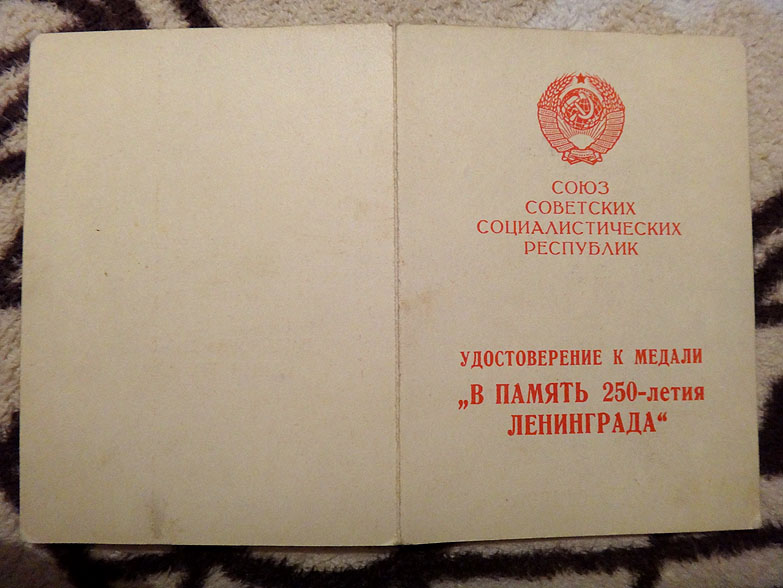 СОЮЗ
СОВЕТСКИХ
СОЦИАЛИСТИЧЕСКИХ
РЕСПУБЛИК
УДОСТОВЕРЕНИЕ К МЕДАЛИ
„В ПАМЯТЬ 250-летия
ЛЕНИНГРАДА“